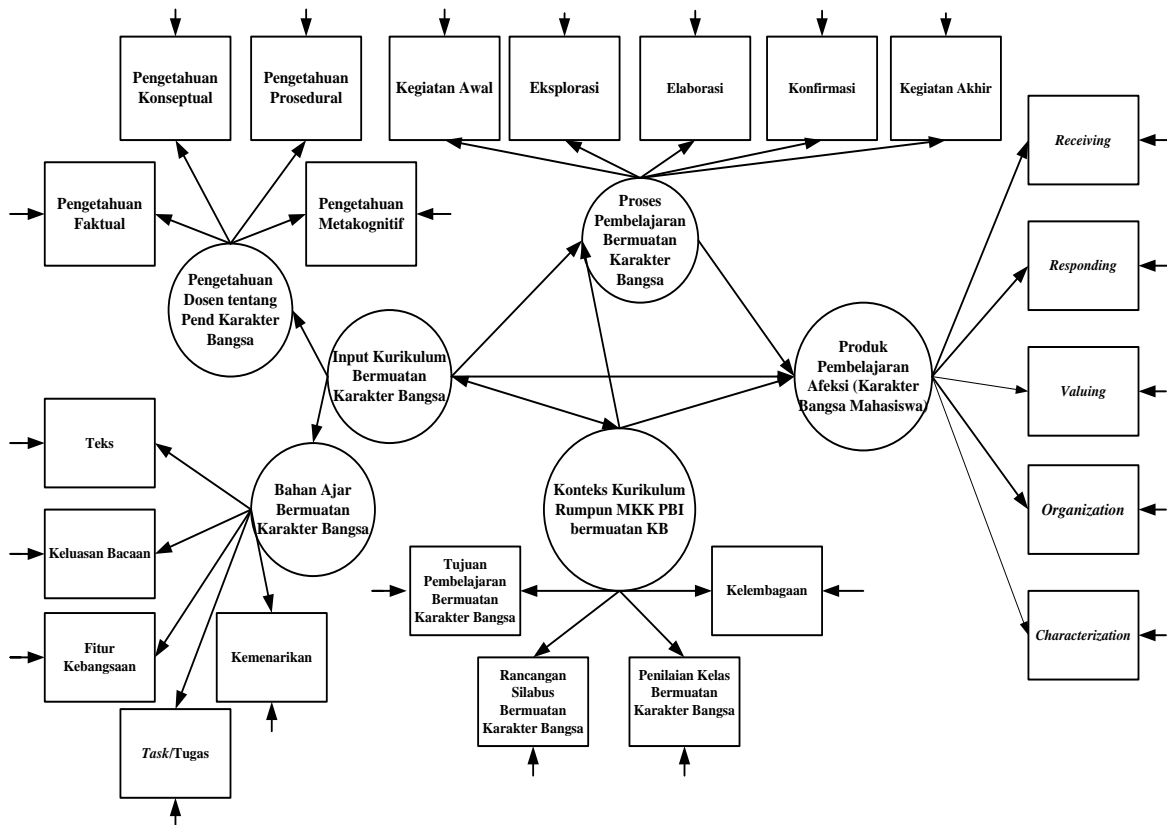 Pengetahuan
Konseptual
Pengetahuan
Prosedural
Kegiatan Awal
Eksplorasi
Elaborasi
Konfirmasi
Kegiatan Akhir
Receiving
Pengetahuan
Faktual
Pengetahuan
Metakognitif
Proses
Pembelajaran
Bermuatan
Karakter
Bangsa
Responding
Pengetahuan
Dosen tentang
Pend Karakter
Bangsa
Input Kurikulum
Bermuatan
Karakter Bangsa
Produk
Pembelajaran
Afeksi (Karakter
Bangsa Mahasiswa)
Valuing
Teks
Bahan Ajar
Bermuatan
Karakter Bangsa
Konteks Kurikulum
Rumpun MKK PBI
bermuatan KB
Organization
Keluasan Bacaan
Tujuan
Pembelajaran
Bermuatan
Karakter Bangsa
Kelembagaan
Characterization
Fitur
Kebangsaan
Kemenarikan
Rancangan
Silabus
Bermuatan
Karakter Bangsa
Penilaian Kelas
Bermuatan
Karakter Bangsa
Task/Tugas